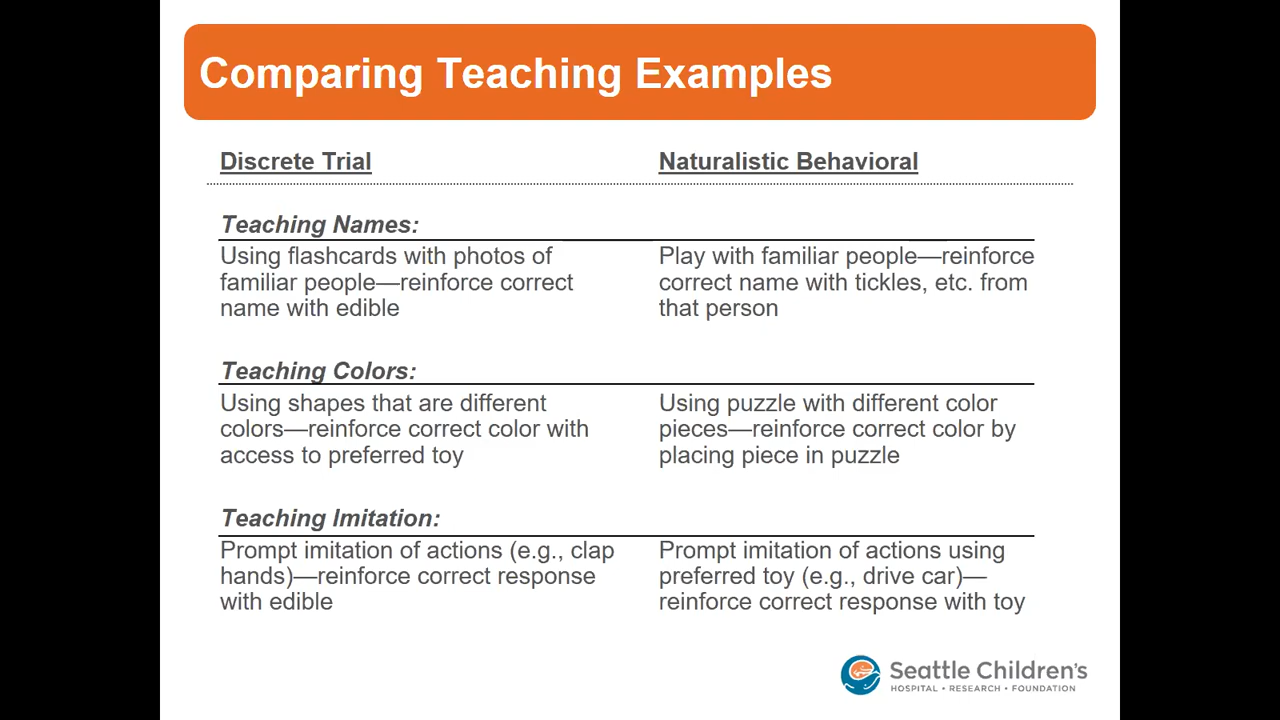 Comparing Teaching Examples
Discrete Trial
Naturalistic Behavioral
Teaching Names:
Using flashcards with photos of
familiar people—reinforce correct
name with edible
Play with familiar people—reinforce
correct name with tickles, etc. from
that person
Teaching Colors:
Using shapes that are different
colors—reinforce correct color with
access to preferred toy
Using puzzle with different color
pieces—reinforce correct color by
placing piece in puzzle
Teaching Imitation:
Prompt imitation of actions (e.g., clap
hands)—reinforce correct response
with edible
Prompt imitation of actions using
preferred toy (e.g., drive car)—
reinforce correct response with toy
Seattle Children's
HOSPITAL • RESEARCH • FOUNDATION